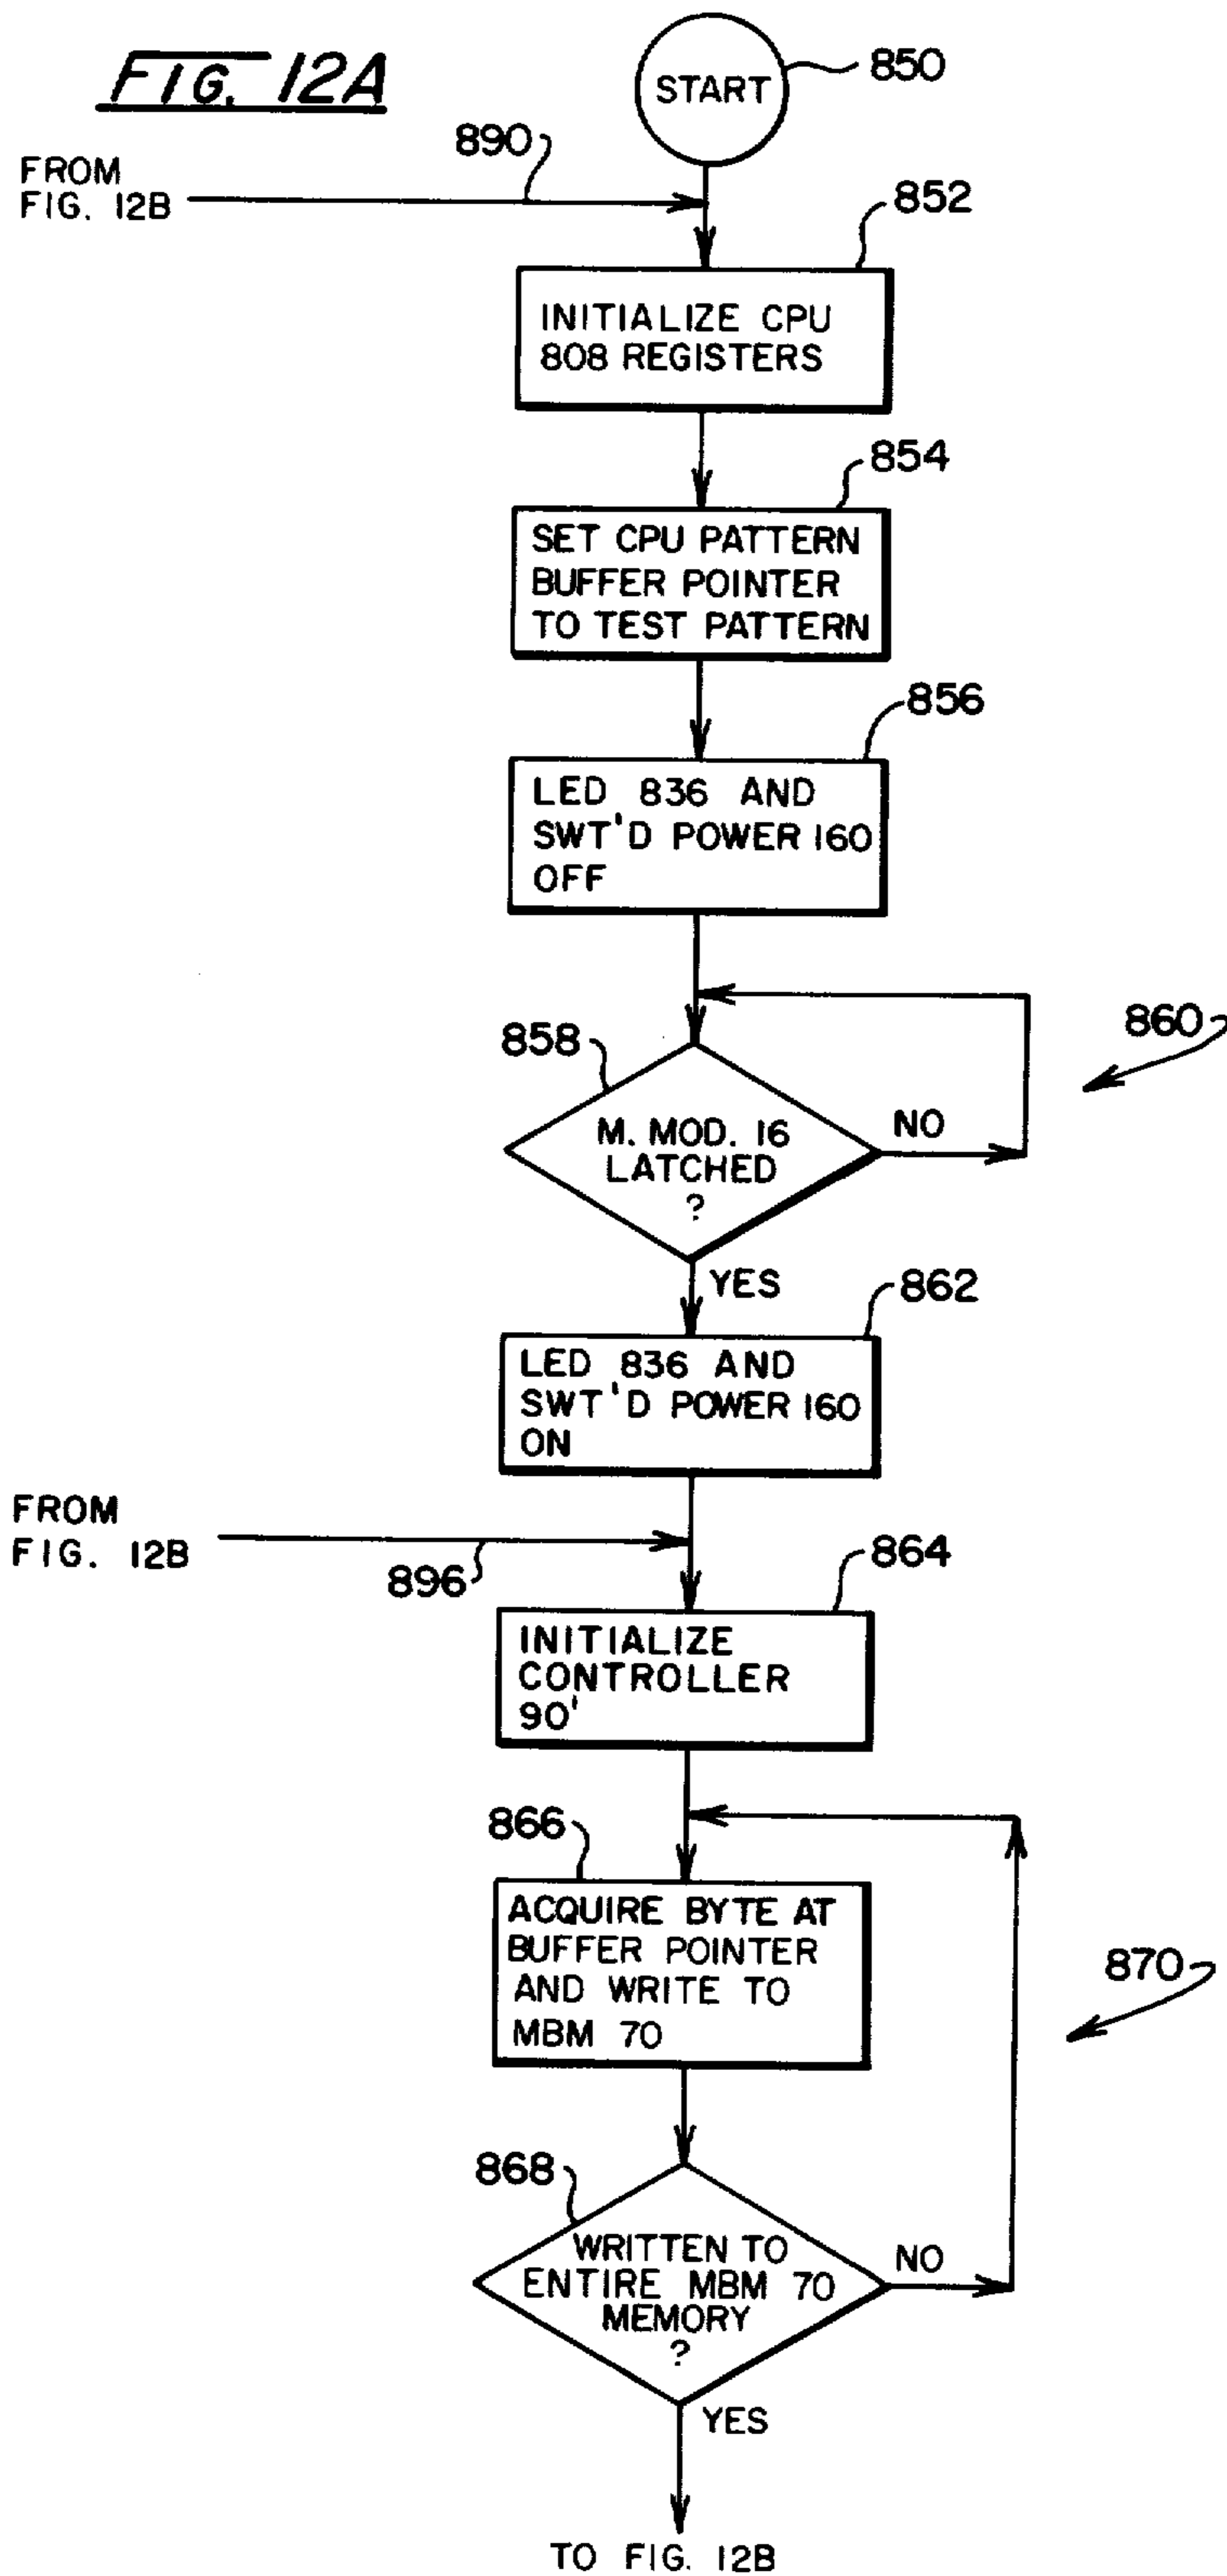 FIG. 12A
START
850
890
FROM
FIG. 12B
852
INITIALIZE CPU
808 REGISTERS
854
SET CPU PATTERN
BUFFER POINTER
TO TEST PATTERN
856
LED 836 AND
SWT'D POWER 160
OFF
858
860
M. MOD. 16
LATCHED
?
NO
YES
862
LED 836 AND
SWT'D POWER 160
ON
FROM
FIG. 12B
896
864
INITIALIZE
CONTROLLER
90'
866
ACQUIRE BYTE AT
BUFFER POINTER
AND WRITE TO
MBM 70
870
868
WRITTEN TO
ENTIRE MBM 70
MEMORY
?
NO
YES
TO FIG. 12B